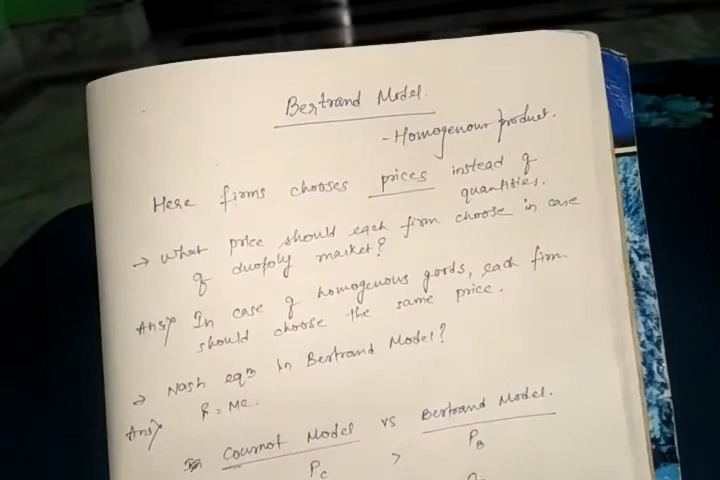 Bertrand Model.
- Homogenour product.
Here firms chooses prices instead of
quantities.
→ What price should each firm choose in case
of duopoly market?
Ans> In case of homogenous goods, each firm
should choose the same price.
→ Nash eqm in Bertrand Model?
Ans> P = MC.
Cournot Model vs Bertrand Model.
Pc > PB